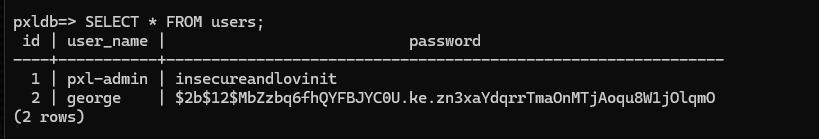 pxldb=> SELECT * FROM users;
 id | user_name | password
----+-----------+--------------------------------------------------------------
  1 | pxl-admin | insecureandlovinit
  2 | george | $2b$12$MbZzbq6fhQYFBJYC0U.ke.zn3xaYdqrrTmaOnMTjAoqu8W1jOlqmO
(2 rows)